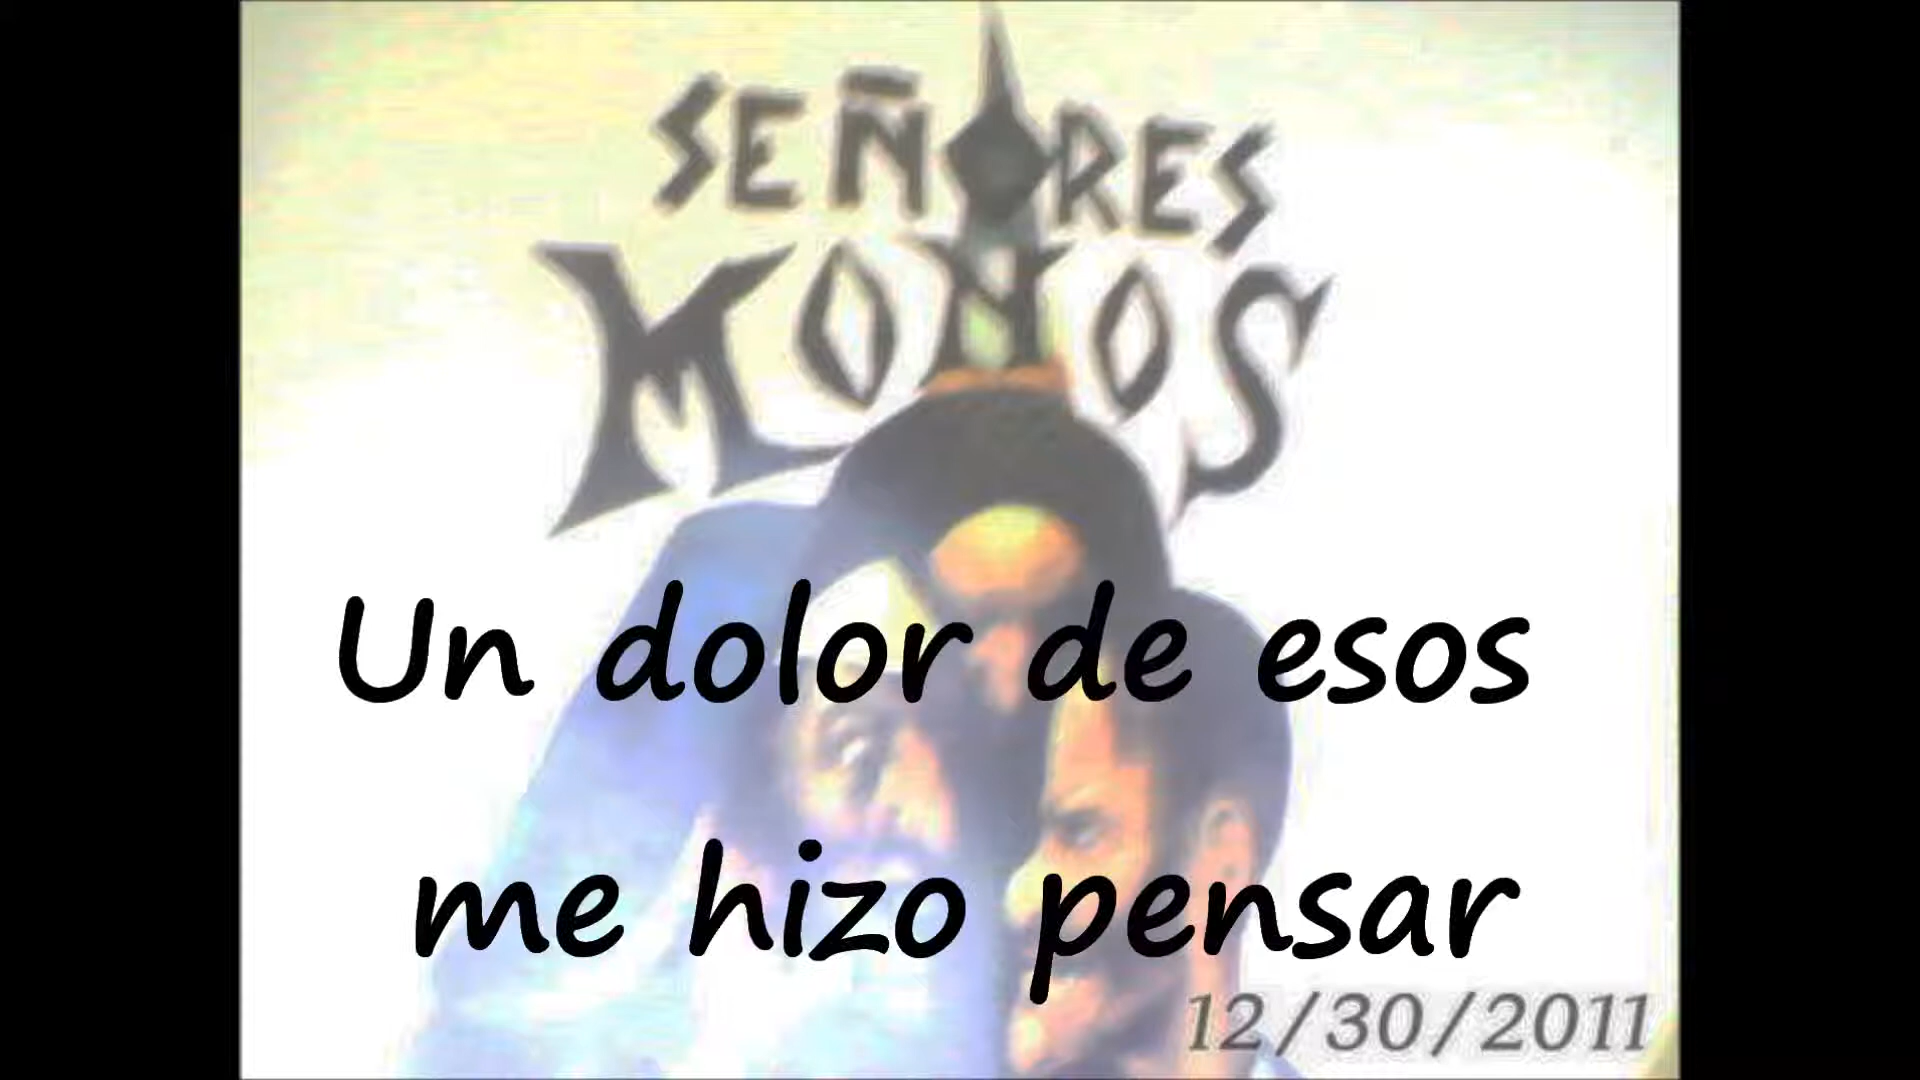 SEÑORES
MONOS
Un dolor de esos
me hizo pensar
12/30/2011